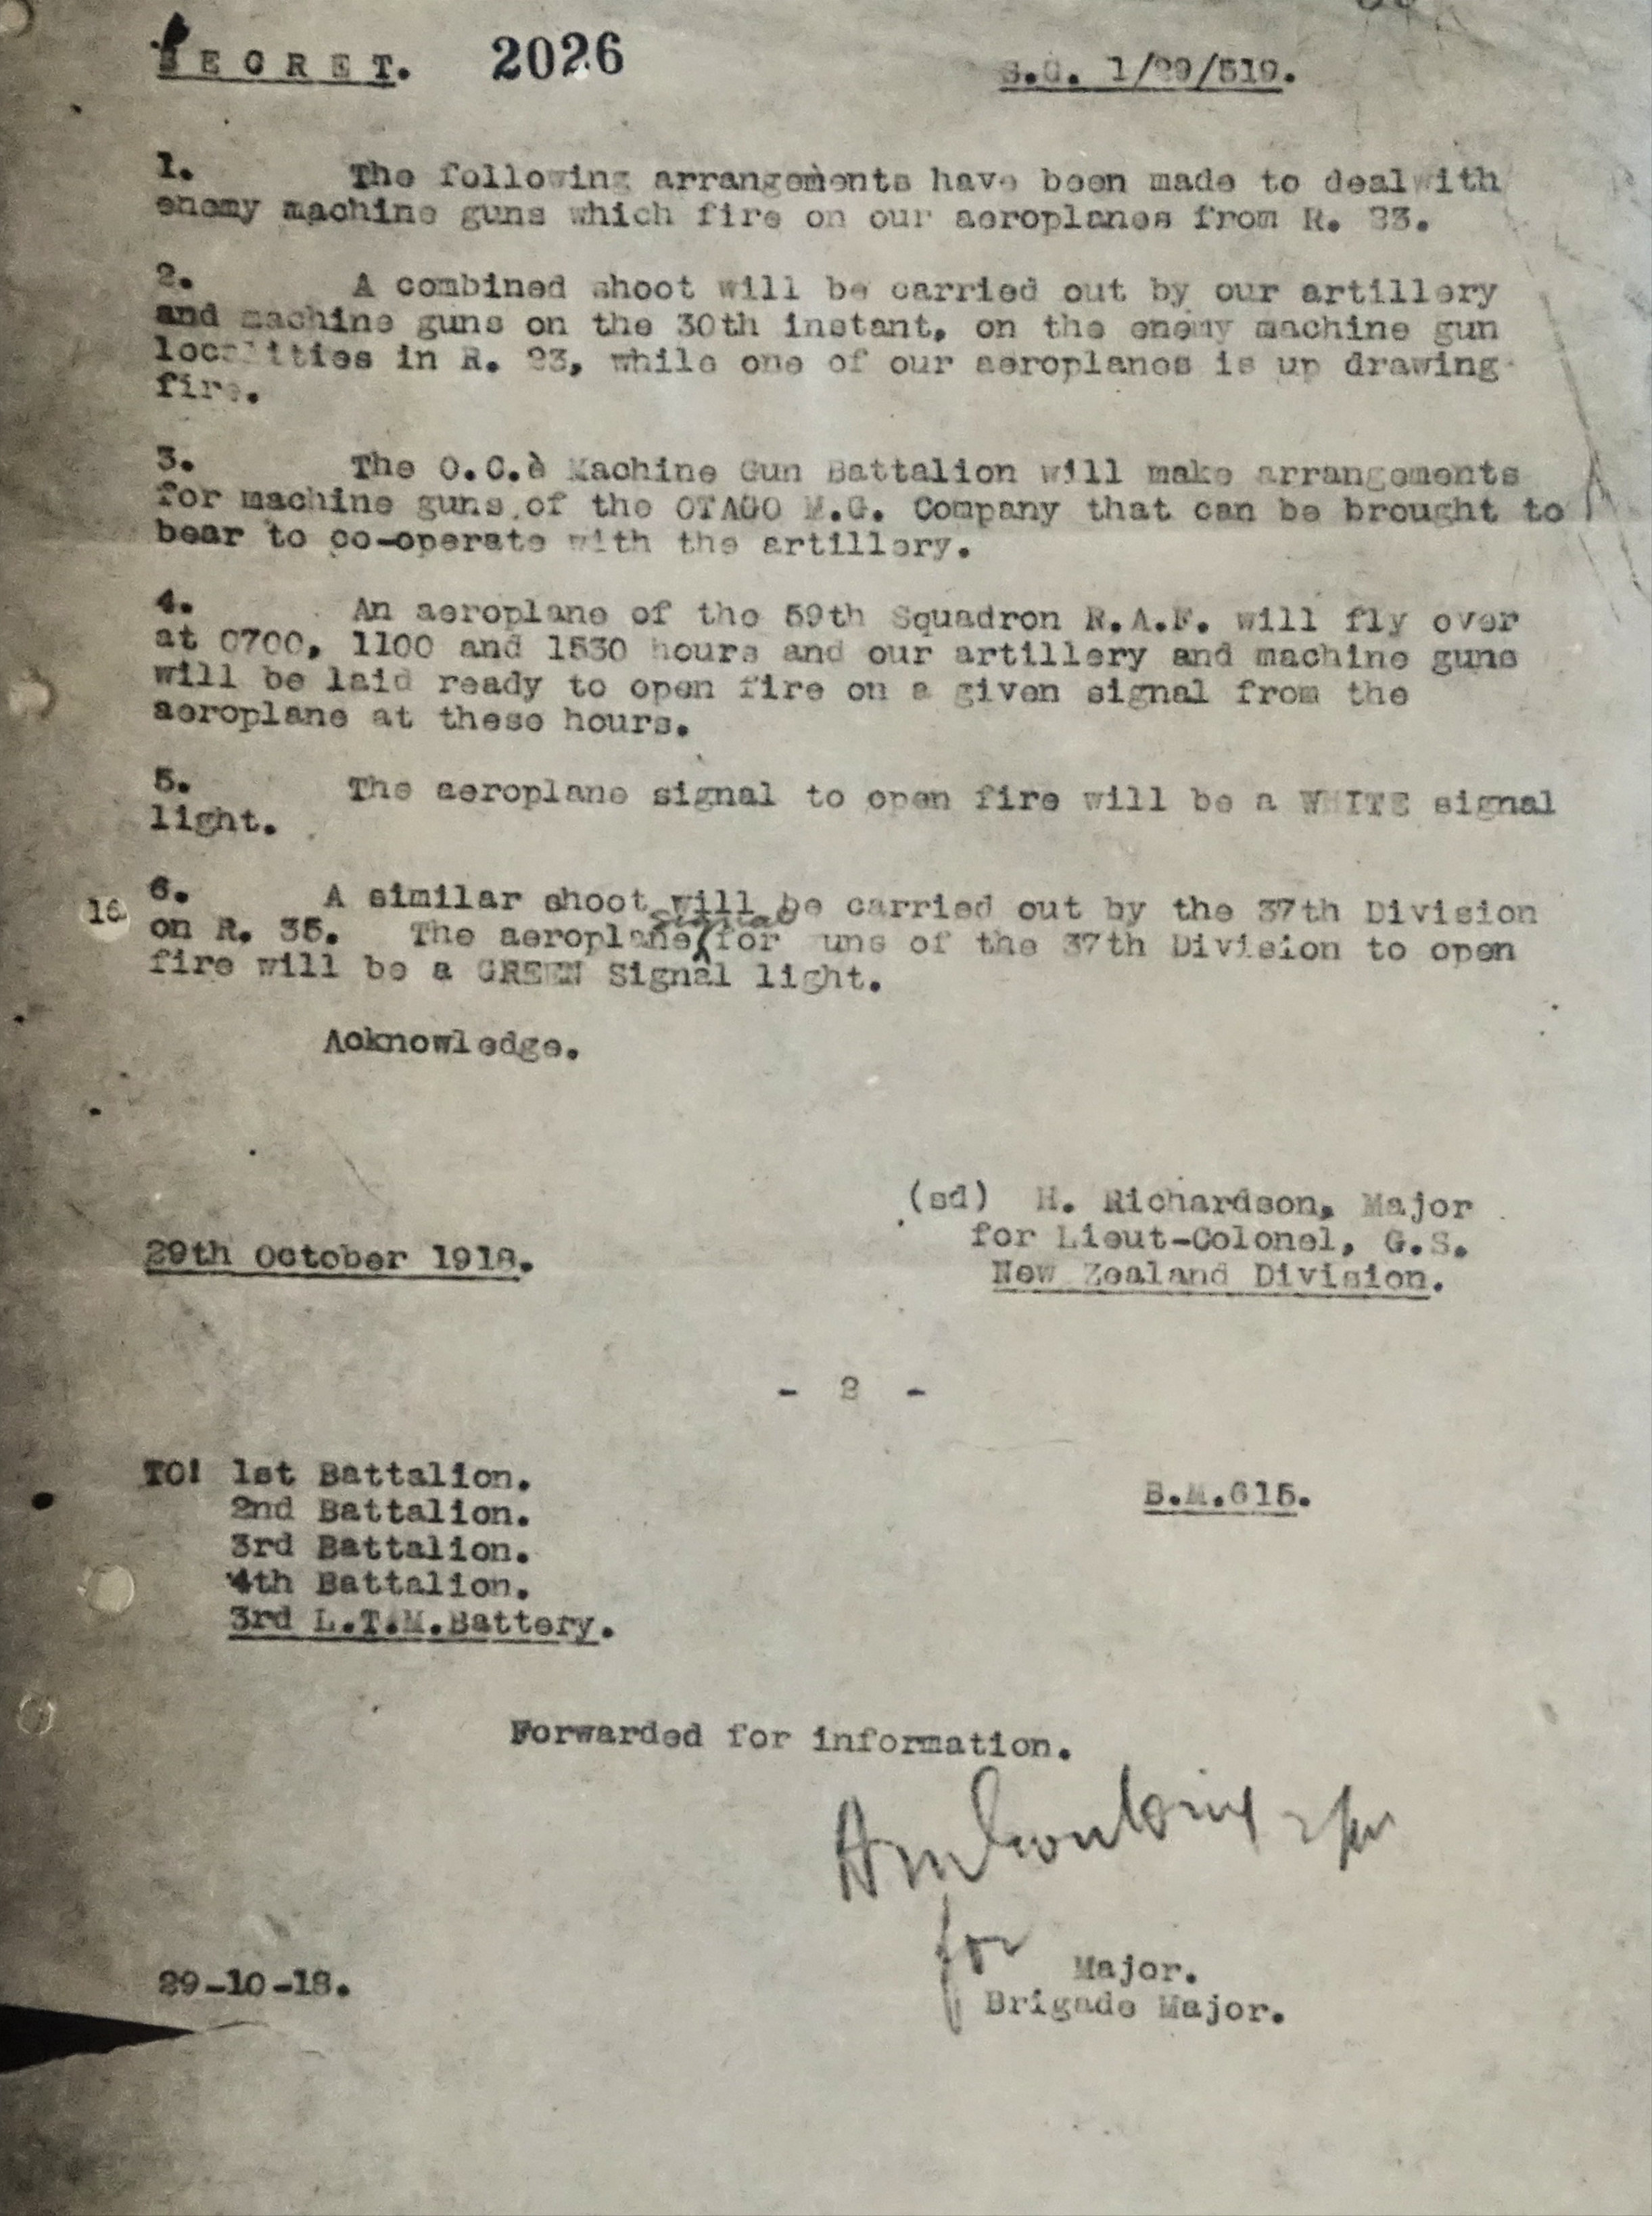 SECRET. 2026 S.G. 1/29/519.
1. The following arrangements have been made to deal with
enemy machine guns which fire on our aeroplanes from R. 23.
2. A combined shoot will be carried out by our artillery
and machine guns on the 30th instant, on the enemy machine gun
localities in R. 23, while one of our aeroplanes is up drawing
fire.
3. The O.C.è Machine Gun Battalion will make arrangements
for machine guns of the OTAGO M.G. Company that can be brought to
bear to co-operate with the artillery.
4. An aeroplane of the 59th Squadron R.A.F. will fly over
at 0700, 1100 and 1530 hours and our artillery and machine guns
will be laid ready to open fire on a given signal from the
aeroplane at these hours.
5. The aeroplane signal to open fire will be a WHITE signal
light.
6. A similar shoot will be carried out by the 37th Division
16 on R. 35. The aeroplane signal for uns of the 37th Division to open
fire will be a GREEN Signal light.
Acknowledge.
(sd) H. Richardson, Major
for Lieut-Colonel, G.S.
29th October 1918. New Zealand Division.
- 2 -
TO: 1st Battalion.
2nd Battalion. B.M.615.
3rd Battalion.
4th Battalion.
3rd L.T.M.Battery.
Forwarded for information.
for Major.
29-10-18. Brigade Major.